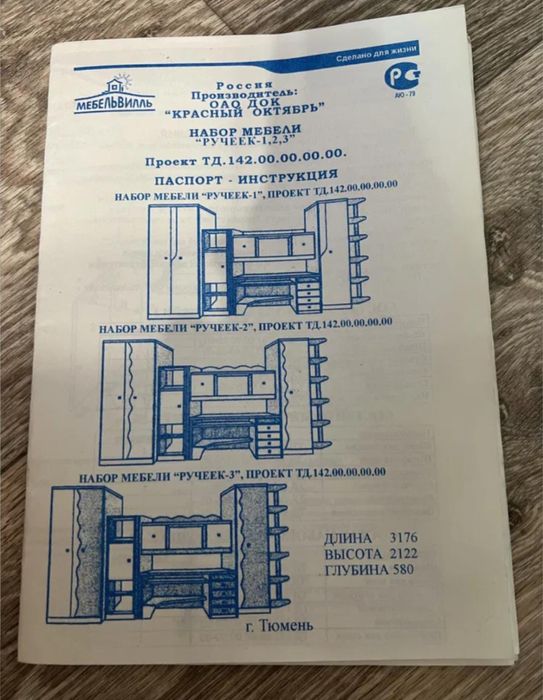 Сделано для жизни
МЕБЕЛЬВИЛЛЬ
РС
АЮ - 79
Россия
Производитель:
ОАО ДОК
"КРАСНЫЙ ОКТЯБРЬ"
НАБОР МЕБЕЛИ
"РУЧЕЕК-1,2,3"
Проект ТД.142.00.00.00.00.
ПАСПОРТ - ИНСТРУКЦИЯ
НАБОР МЕБЕЛИ "РУЧЕЕК-1", ПРОЕКТ ТД.142.00.00.00.00
НАБОР МЕБЕЛИ "РУЧЕЕК-2", ПРОЕКТ ТД.142.00.00.00.00
НАБОР МЕБЕЛИ "РУЧЕЕК-3", ПРОЕКТ ТД.142.00.00.00.00
ДЛИНА 3176
ВЫСОТА 2122
ГЛУБИНА 580
г. Тюмень